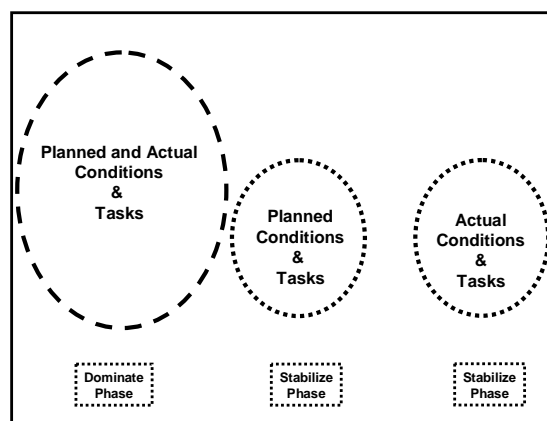 Planned and Actual
Conditions
&
Tasks
Planned
Conditions
&
Tasks
Actual
Conditions
&
Tasks
Dominate
Phase
Stabilize
Phase
Stabilize
Phase